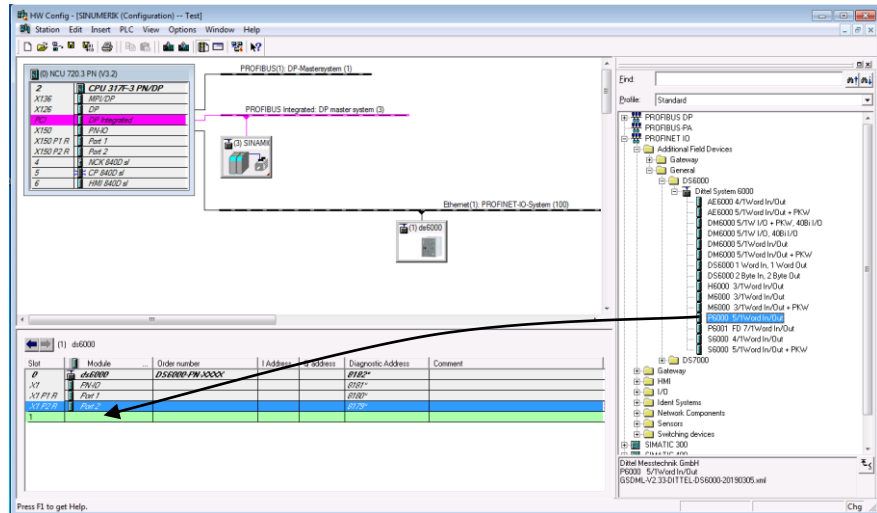 HW Config - [SINUMERIK (Configuration) -- Test]
Station Edit Insert PLC View Options Window Help
(0) NCU 720.3 PN (V3.2)
2 CPU 317F-3 PN/DP
X136 MPI/DP
X126 DP
PCI DP Integrated
X150 PN-IO
X150 P1 R Port 1
X150 P2 R Port 2
4 NCK 840D sl
5 CP 840D sl
6 HMI 840D sl
PROFIBUS(1): DP-Mastersystem (1)
PROFIBUS Integrated: DP master system (3)
(3) SINAMI
Ethernet(1): PROFINET-IO-System (100)
(1) ds6000
Find:
Profile: Standard
PROFIBUS DP
PROFIBUS-PA
PROFINET IO
Additional Field Devices
Gateway
General
DS6000
Dittel System 6000
AE6000 4/1Word In/Out
AE6000 5/1Word In/Out + PKW
DM6000 5/1W I/O + PKW, 40Bi I/O
DM6000 5/1W I/O, 40Bi I/O
DM6000 5/1Word In/Out
DM6000 5/1Word In/Out + PKW
DS6000 1 Word In, 1 Word Out
DS6000 2 Byte In, 2 Byte Out
H6000 3/1Word In/Out
M6000 3/1Word In/Out
M6000 3/1Word In/Out + PKW
P6000 5/1Word In/Out
P6001 FD 7/1Word In/Out
S6000 4/1Word In/Out
S6000 5/1Word In/Out + PKW
DS7000
Gateway
HMI
I/O
Ident Systems
Network Components
Sensors
Switching devices
SIMATIC 300
SIMATIC 400
Dittel Messtechnik GmbH
P6000 5/1Word In/Out
GSDML-V2.33-DITTEL-DS6000-20190305.xml
(1) ds6000
Slot Module ... Order number I Address Q address Diagnostic Address Comment
0 ds6000 DS6000-PN-XXXX 8182*
X1 PN-IO 8181*
X1 P1 R Port 1 8180*
X1 P2 R Port 2 8179*
1
Press F1 to get Help.
Chg